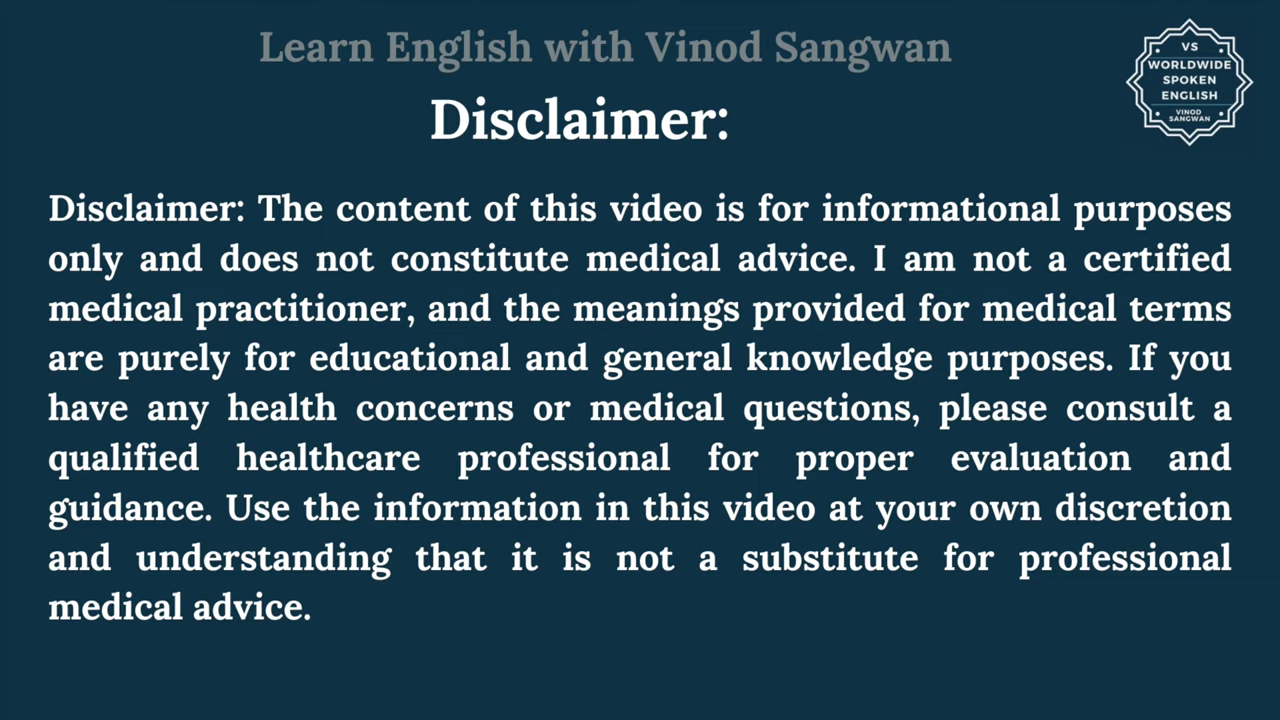 Learn English with Vinod Sangwan
VS
WORLDWIDE
SPOKEN
ENGLISH
VINOD
SANGWAN
Disclaimer:
Disclaimer: The content of this video is for informational purposes
only and does not constitute medical advice. I am not a certified
medical practitioner, and the meanings provided for medical terms
are purely for educational and general knowledge purposes. If you
have any health concerns or medical questions, please consult a
qualified healthcare professional for proper evaluation and
guidance. Use the information in this video at your own discretion
and understanding that it is not a substitute for professional
medical advice.